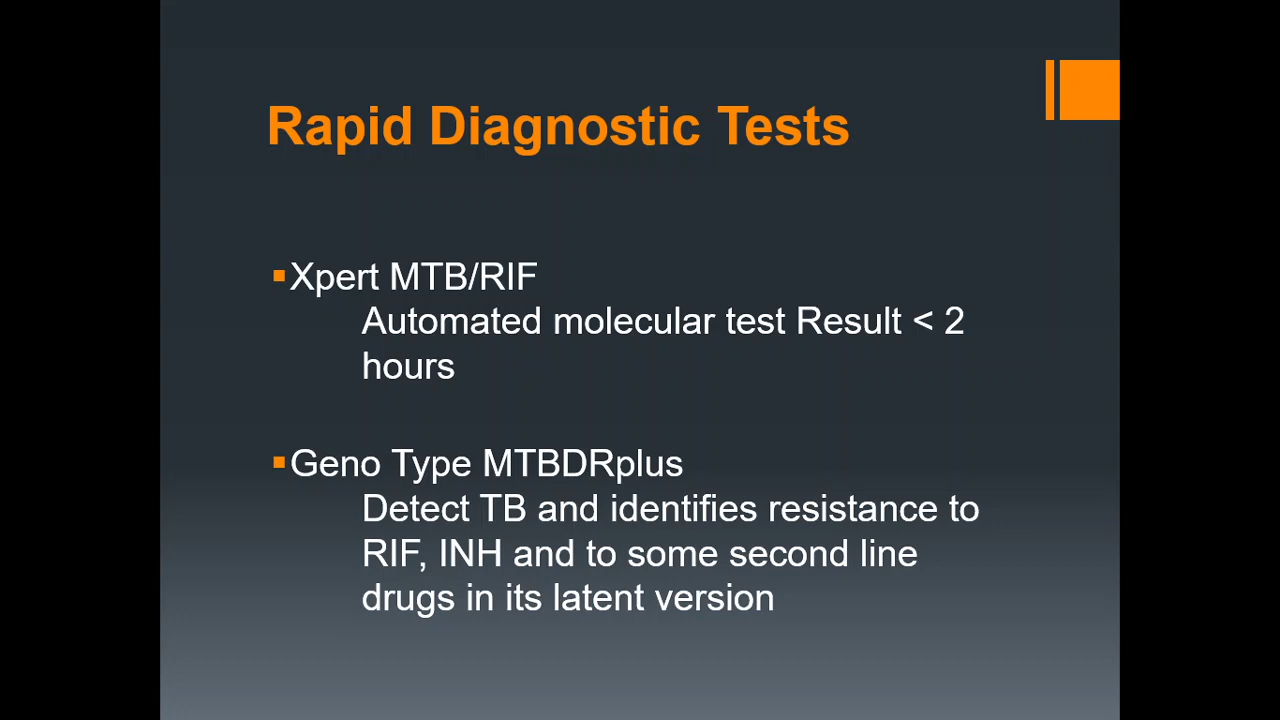 Rapid Diagnostic Tests
Xpert MTB/RIF
Automated molecular test Result < 2
hours
Geno Type MTBDRplus
Detect TB and identifies resistance to
RIF, INH and to some second line
drugs in its latent version